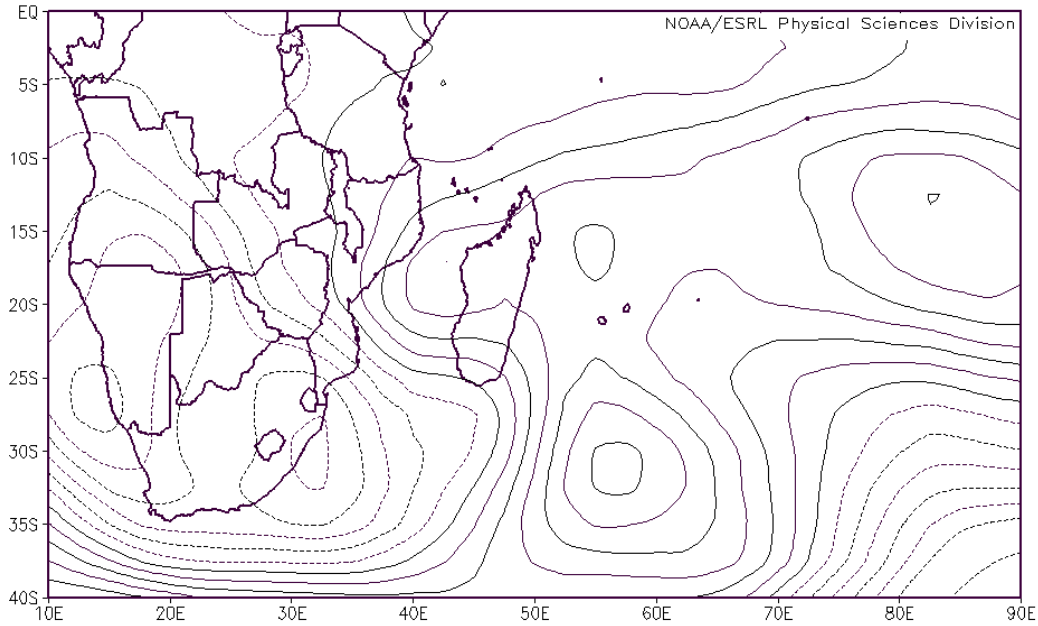 EQ
NOAA/ESRL Physical Sciences Division
5S
10S
15S
20S
25S
30S
35S
40S
10E 20E 30E 40E 50E 60E 70E 80E 90E